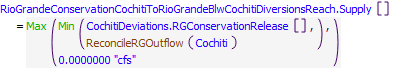 RioGrandeConservationCochitiToRioGrandeBlwCochitiDiversionsReach.Supply []
= Max ( Min ( CochitiDeviations.RGConservationRelease [] , ) ,
ReconcileRGOutflow ( Cochiti )
0.0000000 "cfs"